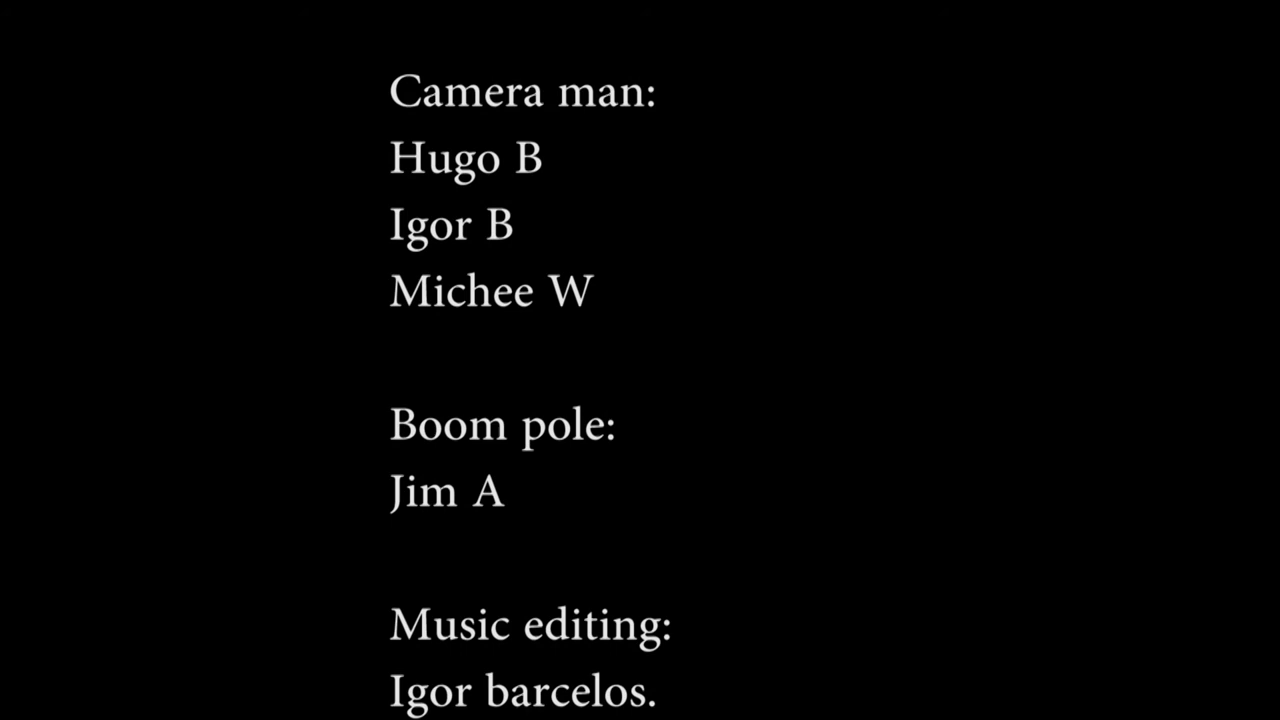 Camera man:
Hugo B
Igor B
Michee W
Boom pole:
Jim A
Music editing:
Igor barcelos.